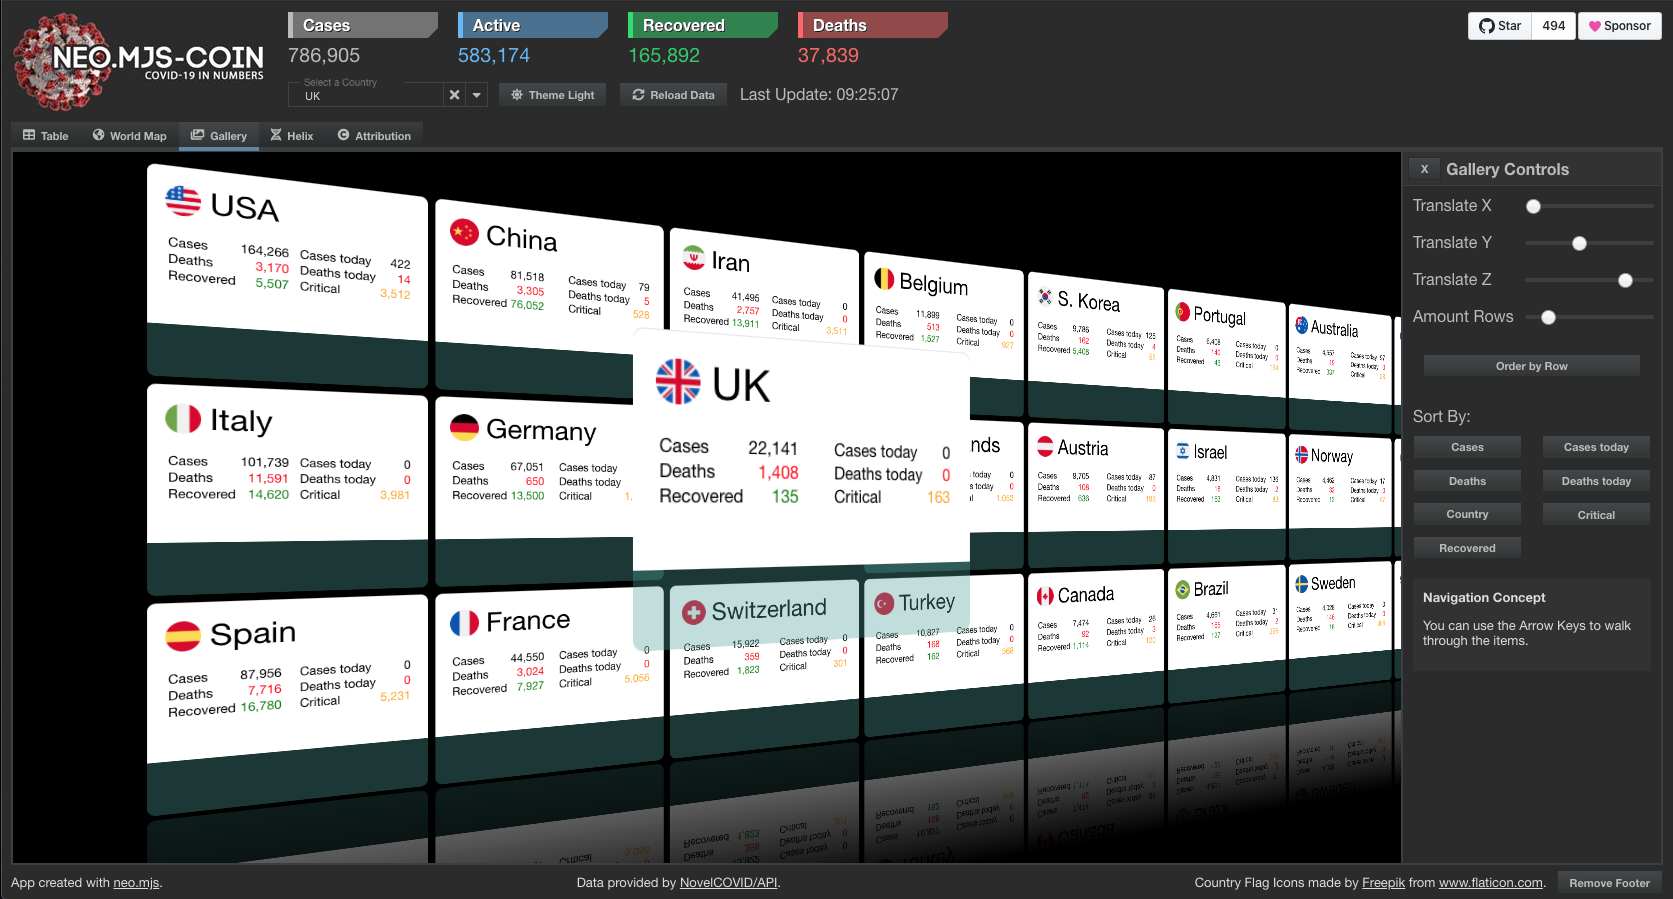 NEO.MJS-COIN
COVID-19 IN NUMBERS
Cases
786,905
Active
583,174
Recovered
165,892
Deaths
37,839
Star
494
Sponsor
Select a Country
UK
Theme Light
Reload Data
Last Update: 09:25:07
Table
World Map
Gallery
Helix
Attribution
USA
Cases 164,266 Cases today 422
Deaths 3,170 Deaths today 14
Recovered 5,507 Critical 3,512
China
Cases 81,518 Cases today 79
Deaths 3,305 Deaths today 5
Recovered 76,052 Critical 528
Iran
Cases 41,495 Cases today 0
Deaths 2,757 Deaths today 0
Recovered 13,911 Critical 3,511
Belgium
Cases 11,899 Cases today 0
Deaths 513 Deaths today 0
Recovered 1,527 Critical 927
S. Korea
Cases 9,786 Cases today 125
Deaths 162 Deaths today 4
Recovered 5,408 Critical
Portugal
Cases 6,408 Cases today 0
Deaths 140 Deaths today 0
Recovered 43 Critical 164
Australia
Cases 4,557 Cases today 97
Deaths Deaths today 0
Recovered Critical
Italy
Cases 101,739 Cases today 0
Deaths 11,591 Deaths today 0
Recovered 14,620 Critical 3,981
Germany
Cases 67,051 Cases today
Deaths 650 Deaths today
Recovered 13,500 Critical 1,
UK
Cases 22,141 Cases today 0
Deaths 1,408 Deaths today 0
Recovered 135 Critical 163
nds
s today 0
hs today 0
1,053
Austria
Cases 9,705 Cases today 87
Deaths 108 Deaths today 0
Recovered 636 Critical 193
Israel
Cases 4,831 Cases today
Deaths Deaths today
Recovered Critical
Norway
Cases 4,462 Cases today 17
Deaths 32 Deaths today
Recovered Critical
Spain
Cases 87,956 Cases today 0
Deaths 7,716 Deaths today 0
Recovered 16,780 Critical 5,231
France
Cases 44,550 Cases today 0
Deaths 3,024 Deaths today 0
Recovered 7,927 Critical 5,056
Switzerland
Cases 15,922 Cases today 0
Deaths 359 Deaths today 0
Recovered 1,823 Critical 301
Turkey
Cases 10,827 Cases today 0
Deaths 168 Deaths today 0
Recovered 162 Critical 568
Canada
Cases 7,474 Cases today 26
Deaths 92 Deaths today 3
Recovered 1,114 Critical 120
Brazil
Cases 4,661 Cases today
Deaths 165 Deaths today
Recovered 127 Critical
Sweden
Cases 4,028 Cases today 0
Deaths 146 Deaths today 0
Recovered 16 Critical
X
Gallery Controls
Translate X
Translate Y
Translate Z
Amount Rows
Order by Row
Sort By:
Cases
Cases today
Deaths
Deaths today
Country
Critical
Recovered
Navigation Concept
You can use the Arrow Keys to walk
through the items.
App created with neo.mjs.
Data provided by NovelCOVID/API.
Country Flag Icons made by Freepik from www.flaticon.com.
Remove Footer